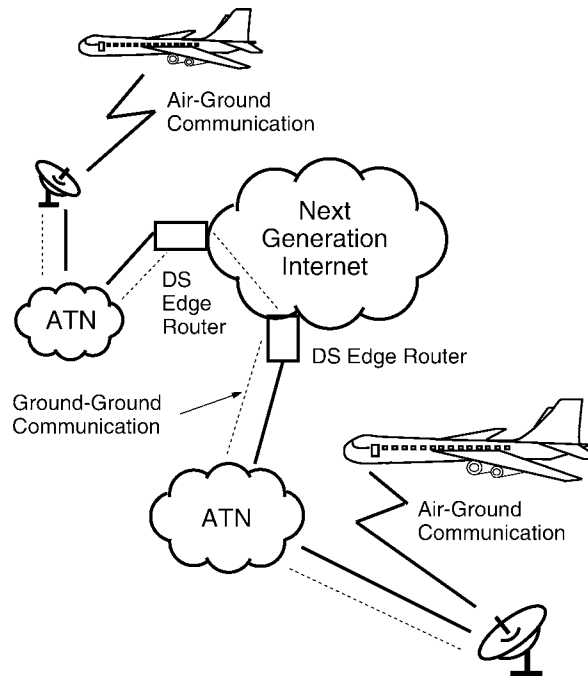 Air-Ground
Communication
Next
Generation
Internet
DS
Edge
Router
ATN
DS Edge Router
Ground-Ground
Communication
ATN
Air-Ground
Communication